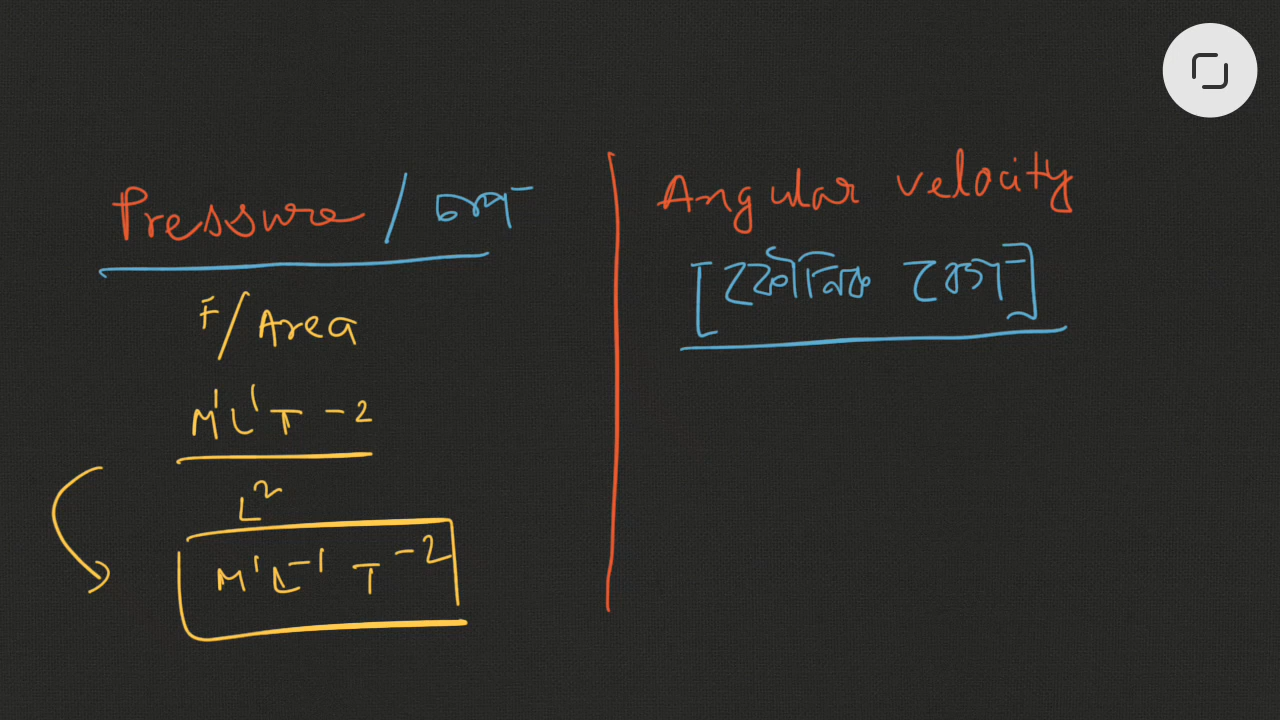 Pressure / চাপ
F/Area
M¹L¹T⁻²
L²
M¹L⁻¹T⁻²
Angular velocity
[কৌনিক বেগ]